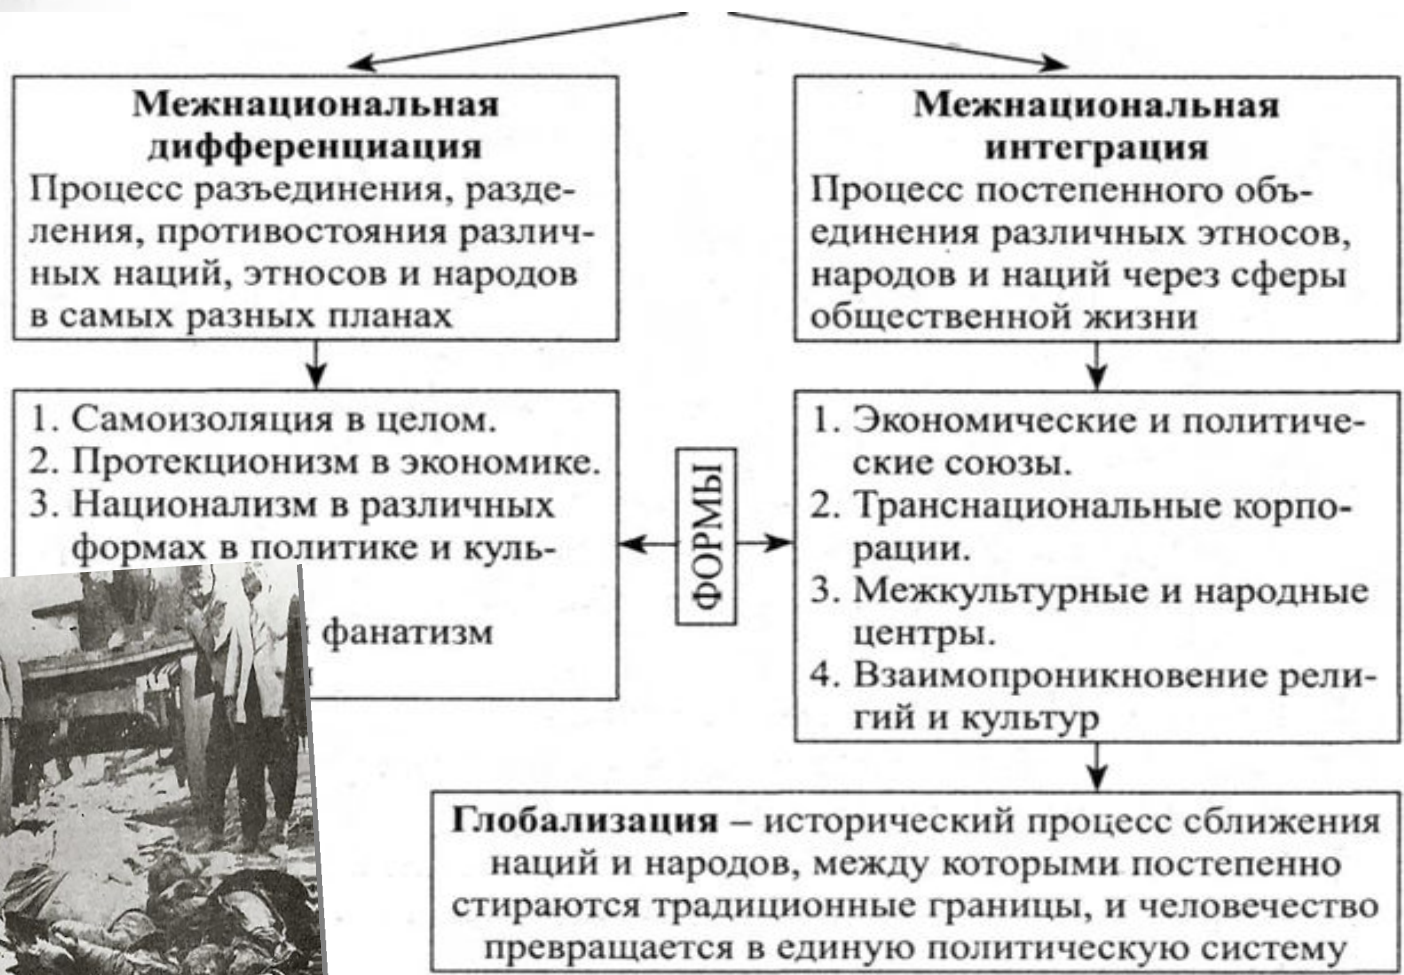 Межнациональная
дифференциация
Процесс разъединения, разде-
ления, противостояния различ-
ных наций, этносов и народов
в самых разных планах
Межнациональная
интеграция
Процесс постепенного объ-
единения различных этносов,
народов и наций через сферы
общественной жизни
1. Самоизоляция в целом.
2. Протекционизм в экономике.
3. Национализм в различных
формах в политике и куль-
фанатизм
ФОРМЫ
1. Экономические и политиче-
ские союзы.
2. Транснациональные корпо-
рации.
3. Межкультурные и народные
центры.
4. Взаимопроникновение рели-
гий и культур
Глобализация – исторический процесс сближения
наций и народов, между которыми постепенно
стираются традиционные границы, и человечество
превращается в единую политическую систему